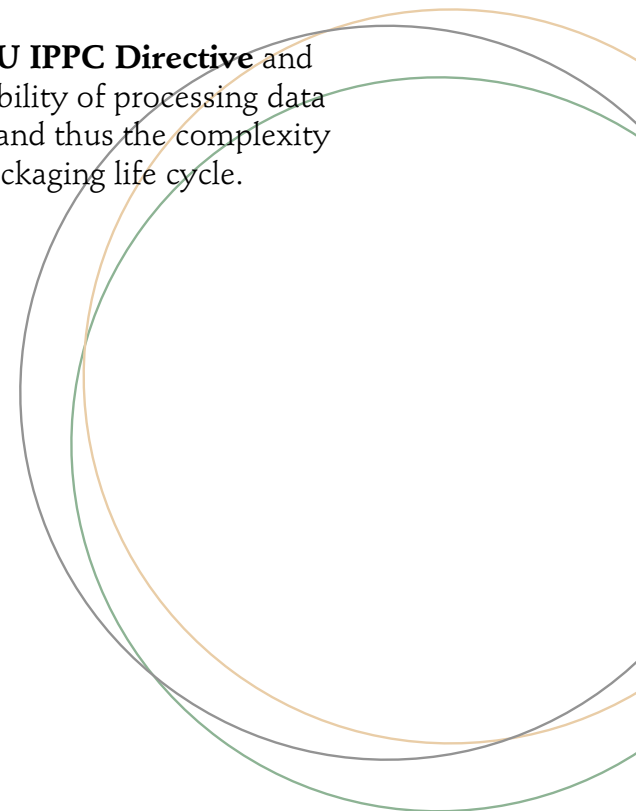 U IPPC Directive and
bility of processing data
and thus the complexity
ckaging life cycle.